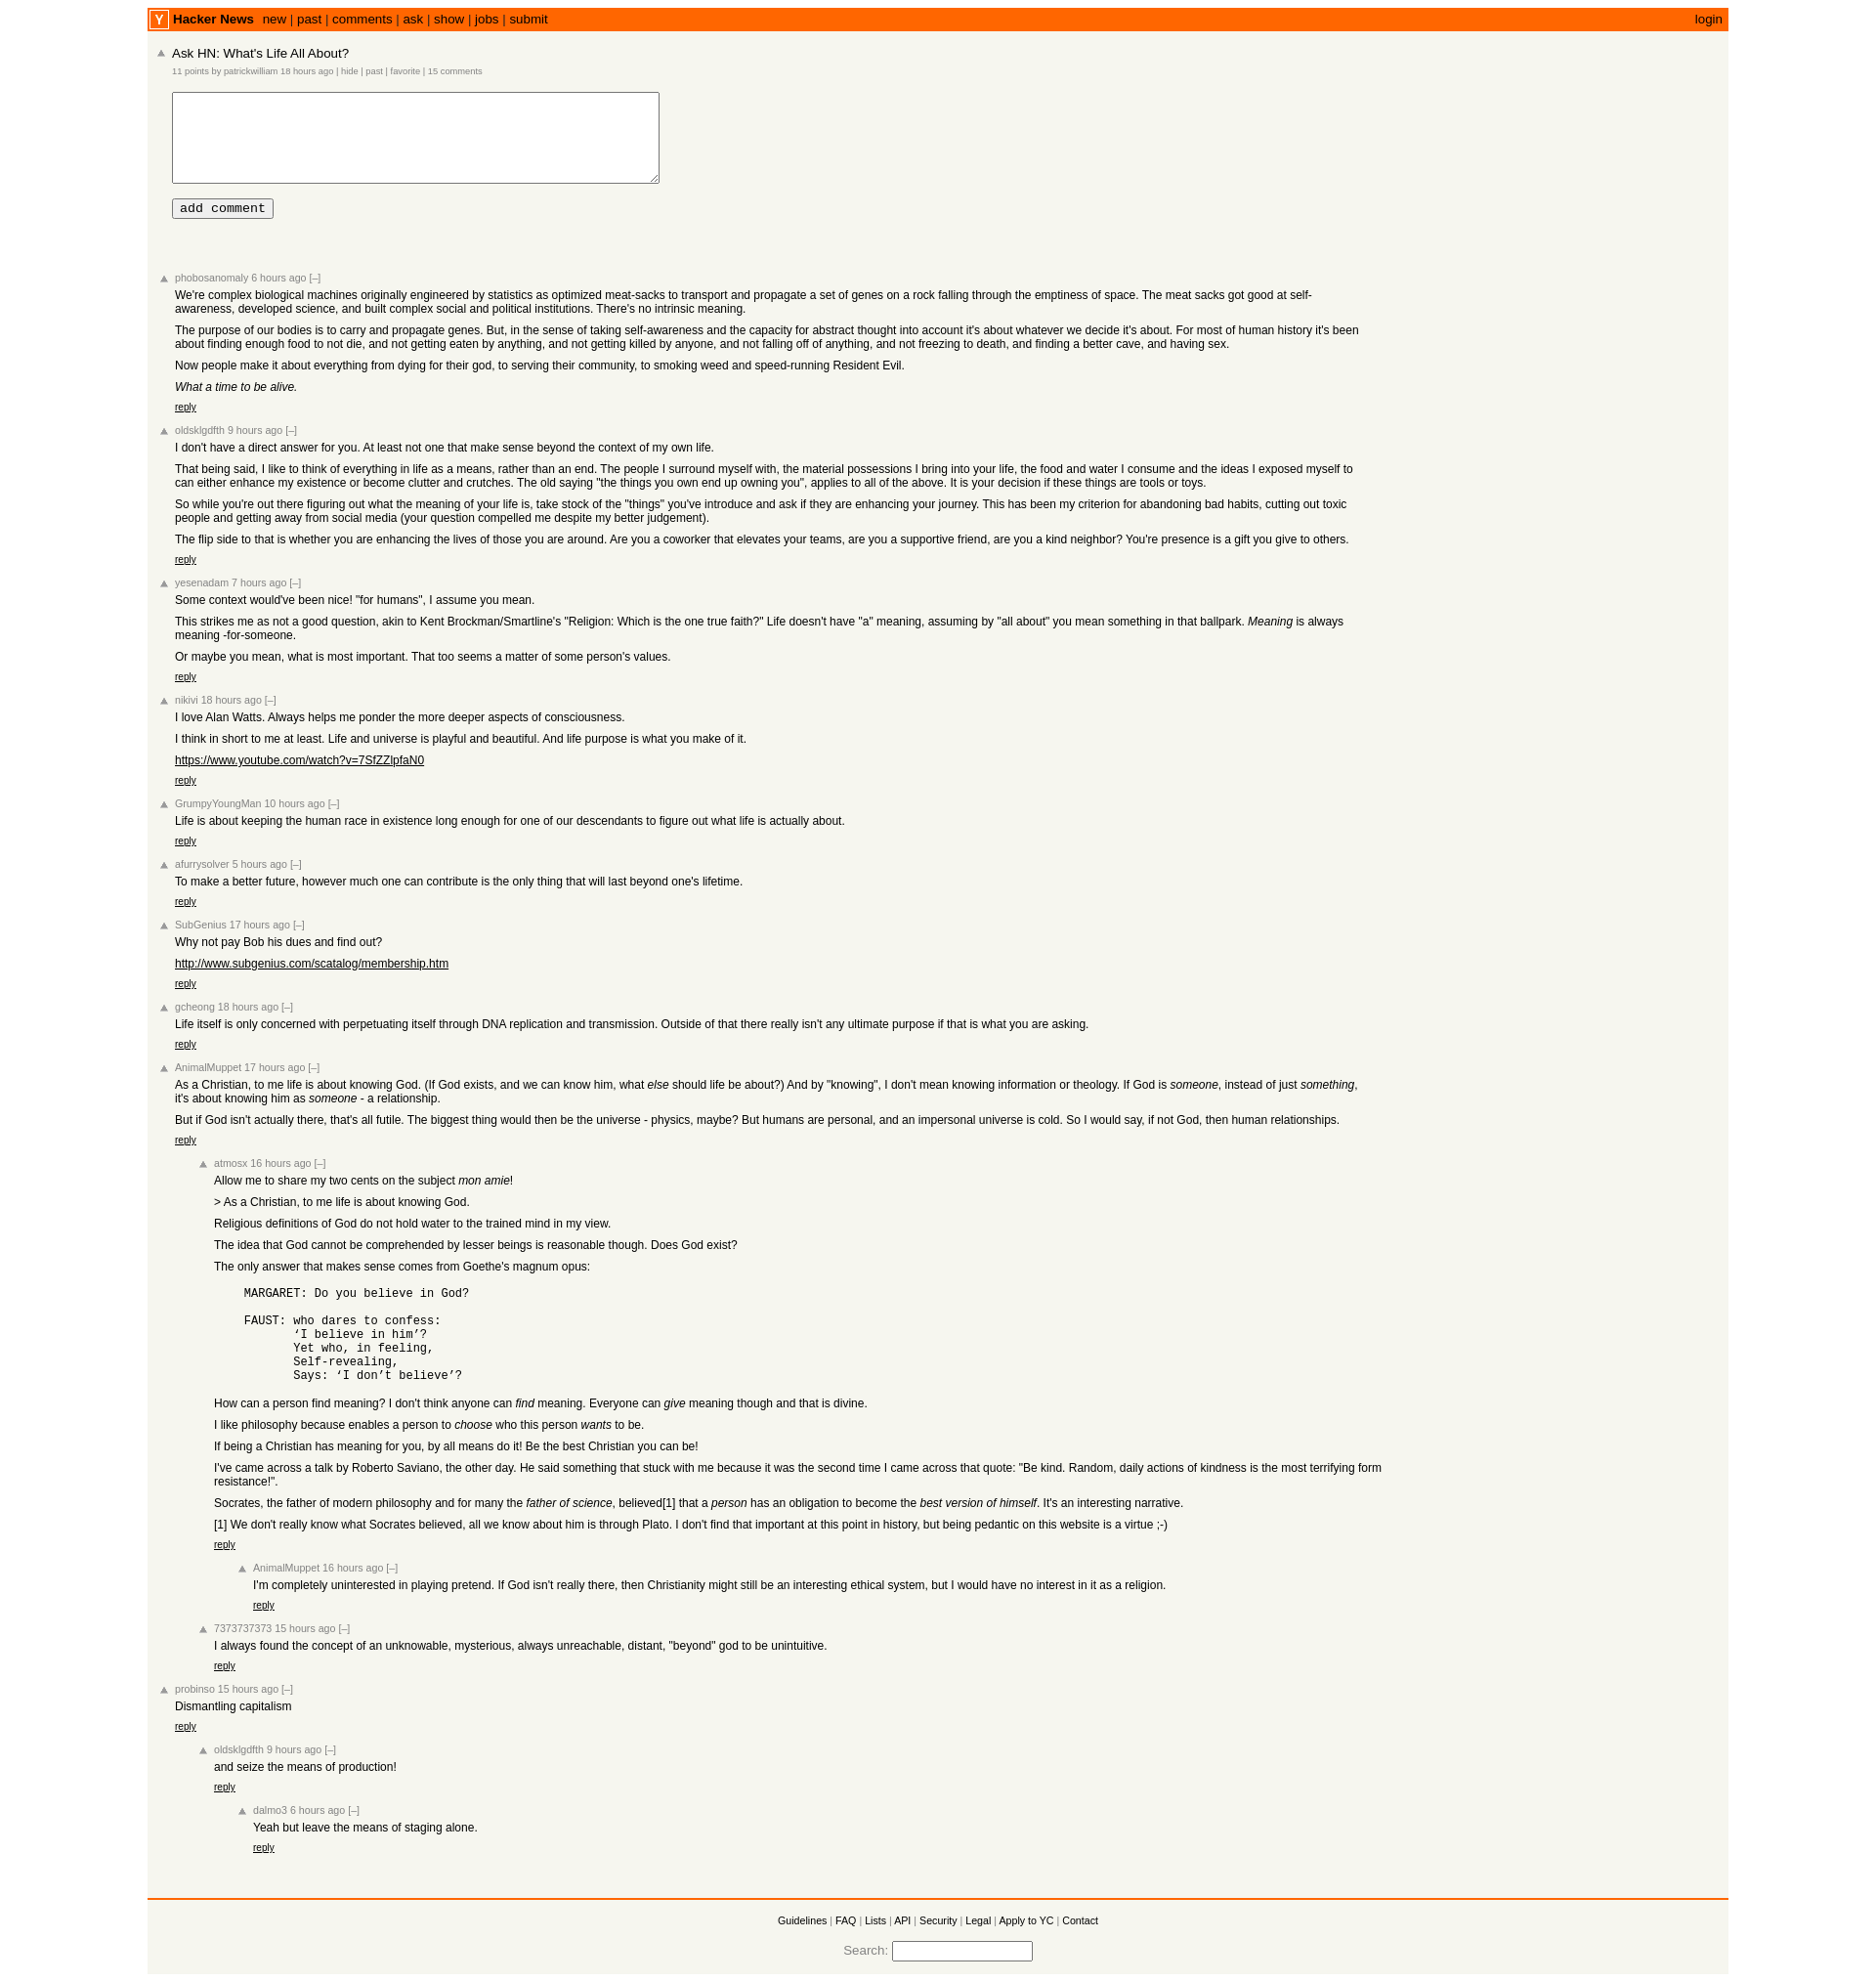 Y Hacker News new | past | comments | ask | show | jobs | submit login
Ask HN: What's Life All About?
11 points by patrickwilliam 18 hours ago | hide | past | favorite | 15 comments
add comment
phobosanomaly 6 hours ago [–]
We're complex biological machines originally engineered by statistics as optimized meat-sacks to transport and propagate a set of genes on a rock falling through the emptiness of space. The meat sacks got good at self-
awareness, developed science, and built complex social and political institutions. There's no intrinsic meaning.
The purpose of our bodies is to carry and propagate genes. But, in the sense of taking self-awareness and the capacity for abstract thought into account it's about whatever we decide it's about. For most of human history it's been
about finding enough food to not die, and not getting eaten by anything, and not getting killed by anyone, and not falling off of anything, and not freezing to death, and finding a better cave, and having sex.
Now people make it about everything from dying for their god, to serving their community, to smoking weed and speed-running Resident Evil.
What a time to be alive.
reply
oldsklgdfth 9 hours ago [–]
I don't have a direct answer for you. At least not one that make sense beyond the context of my own life.
That being said, I like to think of everything in life as a means, rather than an end. The people I surround myself with, the material possessions I bring into your life, the food and water I consume and the ideas I exposed myself to
can either enhance my existence or become clutter and crutches. The old saying "the things you own end up owning you", applies to all of the above. It is your decision if these things are tools or toys.
So while you're out there figuring out what the meaning of your life is, take stock of the "things" you've introduce and ask if they are enhancing your journey. This has been my criterion for abandoning bad habits, cutting out toxic
people and getting away from social media (your question compelled me despite my better judgement).
The flip side to that is whether you are enhancing the lives of those you are around. Are you a coworker that elevates your teams, are you a supportive friend, are you a kind neighbor? You're presence is a gift you give to others.
reply
yesenadam 7 hours ago [–]
Some context would've been nice! "for humans", I assume you mean.
This strikes me as not a good question, akin to Kent Brockman/Smartline's "Religion: Which is the one true faith?" Life doesn't have "a" meaning, assuming by "all about" you mean something in that ballpark. Meaning is always
meaning -for-someone.
Or maybe you mean, what is most important. That too seems a matter of some person's values.
reply
nikivi 18 hours ago [–]
I love Alan Watts. Always helps me ponder the more deeper aspects of consciousness.
I think in short to me at least. Life and universe is playful and beautiful. And life purpose is what you make of it.
https://www.youtube.com/watch?v=7SfZZlpfaN0
reply
GrumpyYoungMan 10 hours ago [–]
Life is about keeping the human race in existence long enough for one of our descendants to figure out what life is actually about.
reply
afurrysolver 5 hours ago [–]
To make a better future, however much one can contribute is the only thing that will last beyond one's lifetime.
reply
SubGenius 17 hours ago [–]
Why not pay Bob his dues and find out?
http://www.subgenius.com/scatalog/membership.htm
reply
gcheong 18 hours ago [–]
Life itself is only concerned with perpetuating itself through DNA replication and transmission. Outside of that there really isn't any ultimate purpose if that is what you are asking.
reply
AnimalMuppet 17 hours ago [–]
As a Christian, to me life is about knowing God. (If God exists, and we can know him, what else should life be about?) And by "knowing", I don't mean knowing information or theology. If God is someone, instead of just something,
it's about knowing him as someone - a relationship.
But if God isn't actually there, that's all futile. The biggest thing would then be the universe - physics, maybe? But humans are personal, and an impersonal universe is cold. So I would say, if not God, then human relationships.
reply
atmosx 16 hours ago [–]
Allow me to share my two cents on the subject mon amie!
> As a Christian, to me life is about knowing God.
Religious definitions of God do not hold water to the trained mind in my view.
The idea that God cannot be comprehended by lesser beings is reasonable though. Does God exist?
The only answer that makes sense comes from Goethe's magnum opus:
MARGARET: Do you believe in God?
FAUST: who dares to confess:
‘I believe in him’?
Yet who, in feeling,
Self-revealing,
Says: ‘I don’t believe’?
How can a person find meaning? I don't think anyone can find meaning. Everyone can give meaning though and that is divine.
I like philosophy because enables a person to choose who this person wants to be.
If being a Christian has meaning for you, by all means do it! Be the best Christian you can be!
I've came across a talk by Roberto Saviano, the other day. He said something that stuck with me because it was the second time I came across that quote: "Be kind. Random, daily actions of kindness is the most terrifying form
resistance!".
Socrates, the father of modern philosophy and for many the father of science, believed[1] that a person has an obligation to become the best version of himself. It's an interesting narrative.
[1] We don't really know what Socrates believed, all we know about him is through Plato. I don't find that important at this point in history, but being pedantic on this website is a virtue ;-)
reply
AnimalMuppet 16 hours ago [–]
I'm completely uninterested in playing pretend. If God isn't really there, then Christianity might still be an interesting ethical system, but I would have no interest in it as a religion.
reply
7373737373 15 hours ago [–]
I always found the concept of an unknowable, mysterious, always unreachable, distant, "beyond" god to be unintuitive.
reply
probinso 15 hours ago [–]
Dismantling capitalism
reply
oldsklgdfth 9 hours ago [–]
and seize the means of production!
reply
dalmo3 6 hours ago [–]
Yeah but leave the means of staging alone.
reply
Guidelines | FAQ | Lists | API | Security | Legal | Apply to YC | Contact
Search: